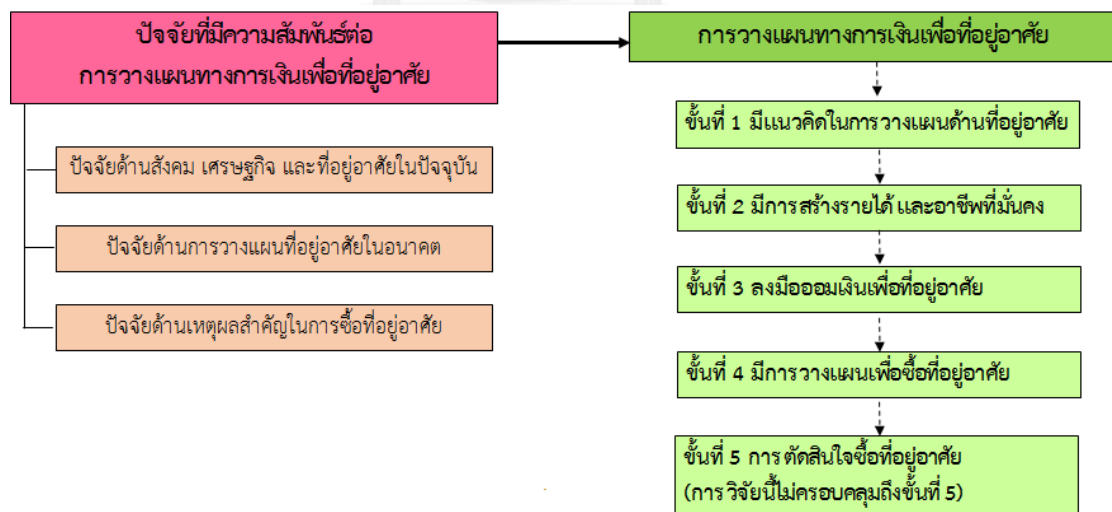 ปัจจัยที่มีความสัมพันธ์ต่อ
การวางแผนทางการเงินเพื่อที่อยู่อาศัย
ปัจจัยด้านสังคม เศรษฐกิจ และที่อยู่อาศัยในปัจจุบัน
ปัจจัยด้านการวางแผนที่อยู่อาศัยในอนาคต
ปัจจัยด้านเหตุผลสำคัญในการซื้อที่อยู่อาศัย
การวางแผนทางการเงินเพื่อที่อยู่อาศัย
ขั้นที่ 1 มีแนวคิดในการวางแผนด้านที่อยู่อาศัย
ขั้นที่ 2 มีการสร้างรายได้ และอาชีพที่มั่นคง
ขั้นที่ 3 ลงมือออมเงินเพื่อที่อยู่อาศัย
ขั้นที่ 4 มีการวางแผนเพื่อซื้อที่อยู่อาศัย
ขั้นที่ 5 การตัดสินใจซื้อที่อยู่อาศัย
(การวิจัยนี้ไม่ครอบคลุมถึงขั้นที่ 5)